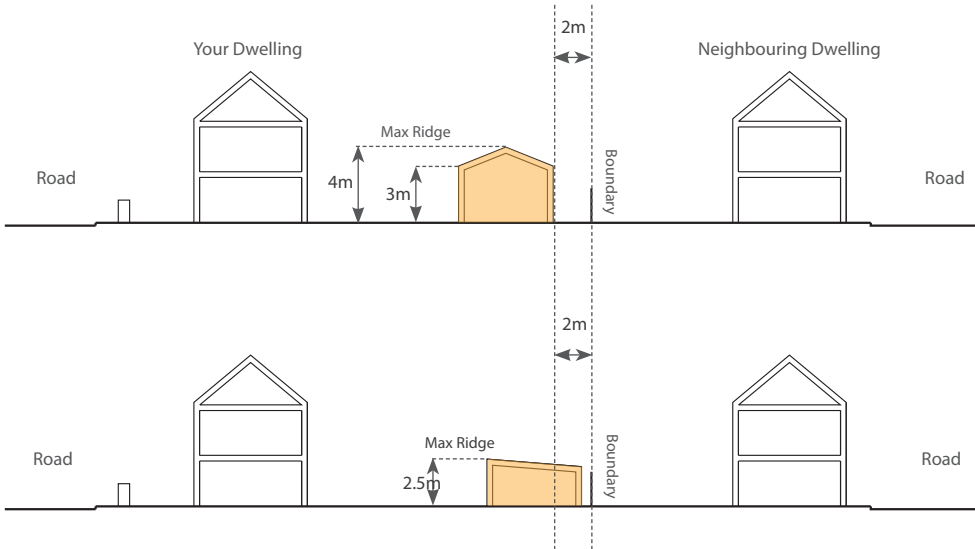 2m
Your Dwelling
Neighbouring Dwelling
Max Ridge
4m
3m
Road
Boundary
Road
2m
Max Ridge
2.5m
Road
Boundary
Road